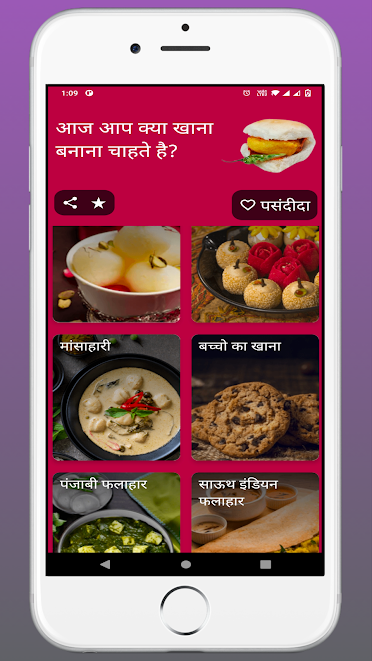 1:09
आज आप क्या खाना
बनाना चाहते है?
पसंदीदा
मांसाहारी
बच्चो का खाना
पंजाबी फलाहार
साऊथ इंडियन
फलाहार